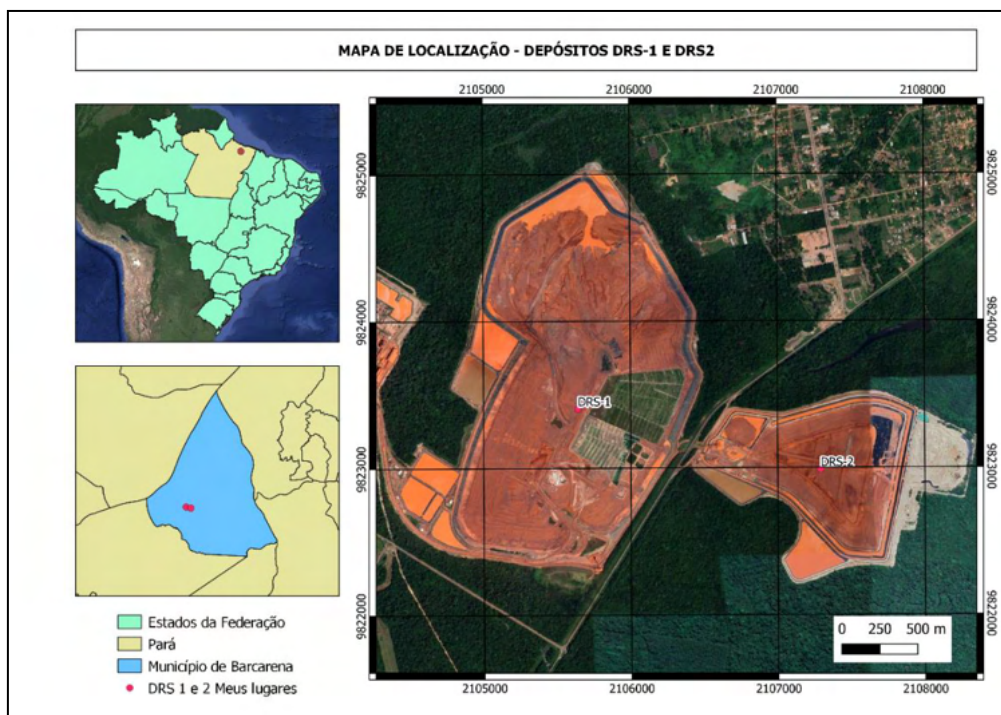 MAPA DE LOCALIZAÇÃO - DEPÓSITOS DRS-1 E DRS2
2105000 2106000 2107000 2108000
9825000 9825000
9824000 9824000
DRS-1
DRS-2
9823000 9823000
9822000 9822000
Estados da Federação
Pará
Município de Barcarena
DRS 1 e 2 Meus lugares
0 250 500 m
2105000 2106000 2107000 2108000